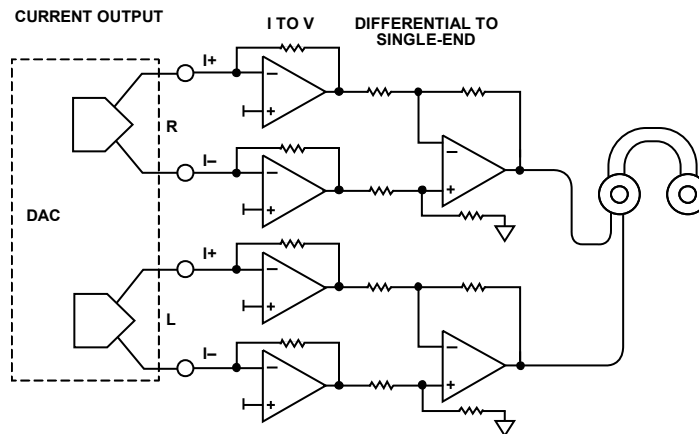 CURRENT OUTPUT
I TO V
DIFFERENTIAL TO
SINGLE-END
I+
R
I–
DAC
I+
L
I–
−
+
−
+
−
+
−
+
−
+
−
+